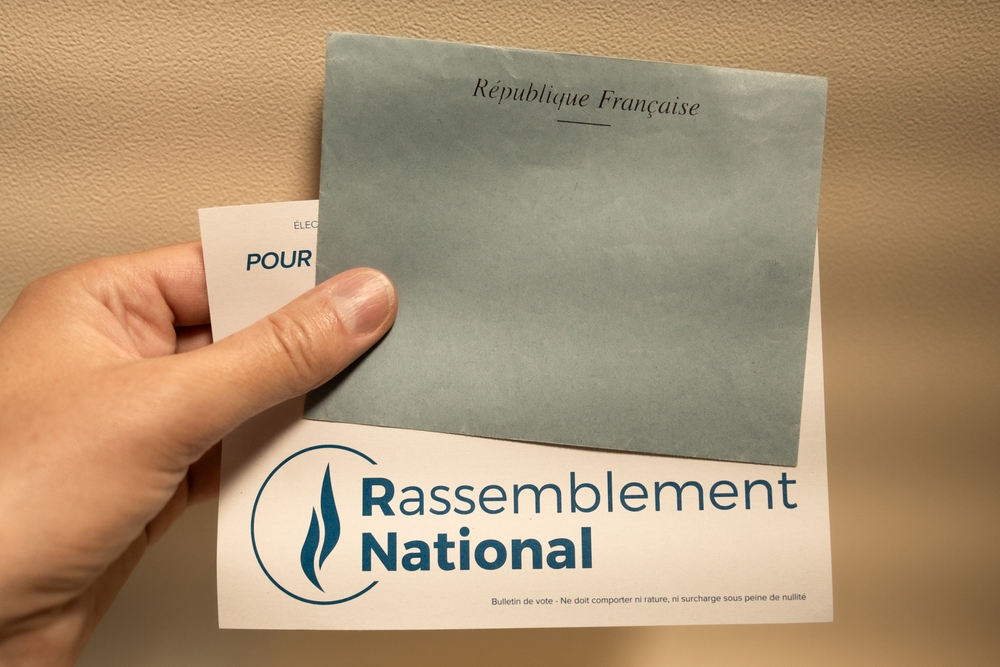 République Française
ÉLEC
POUR
Rassemblement
National
Bulletin de vote - Ne doit comporter ni rature, ni surcharge sous peine de nullité